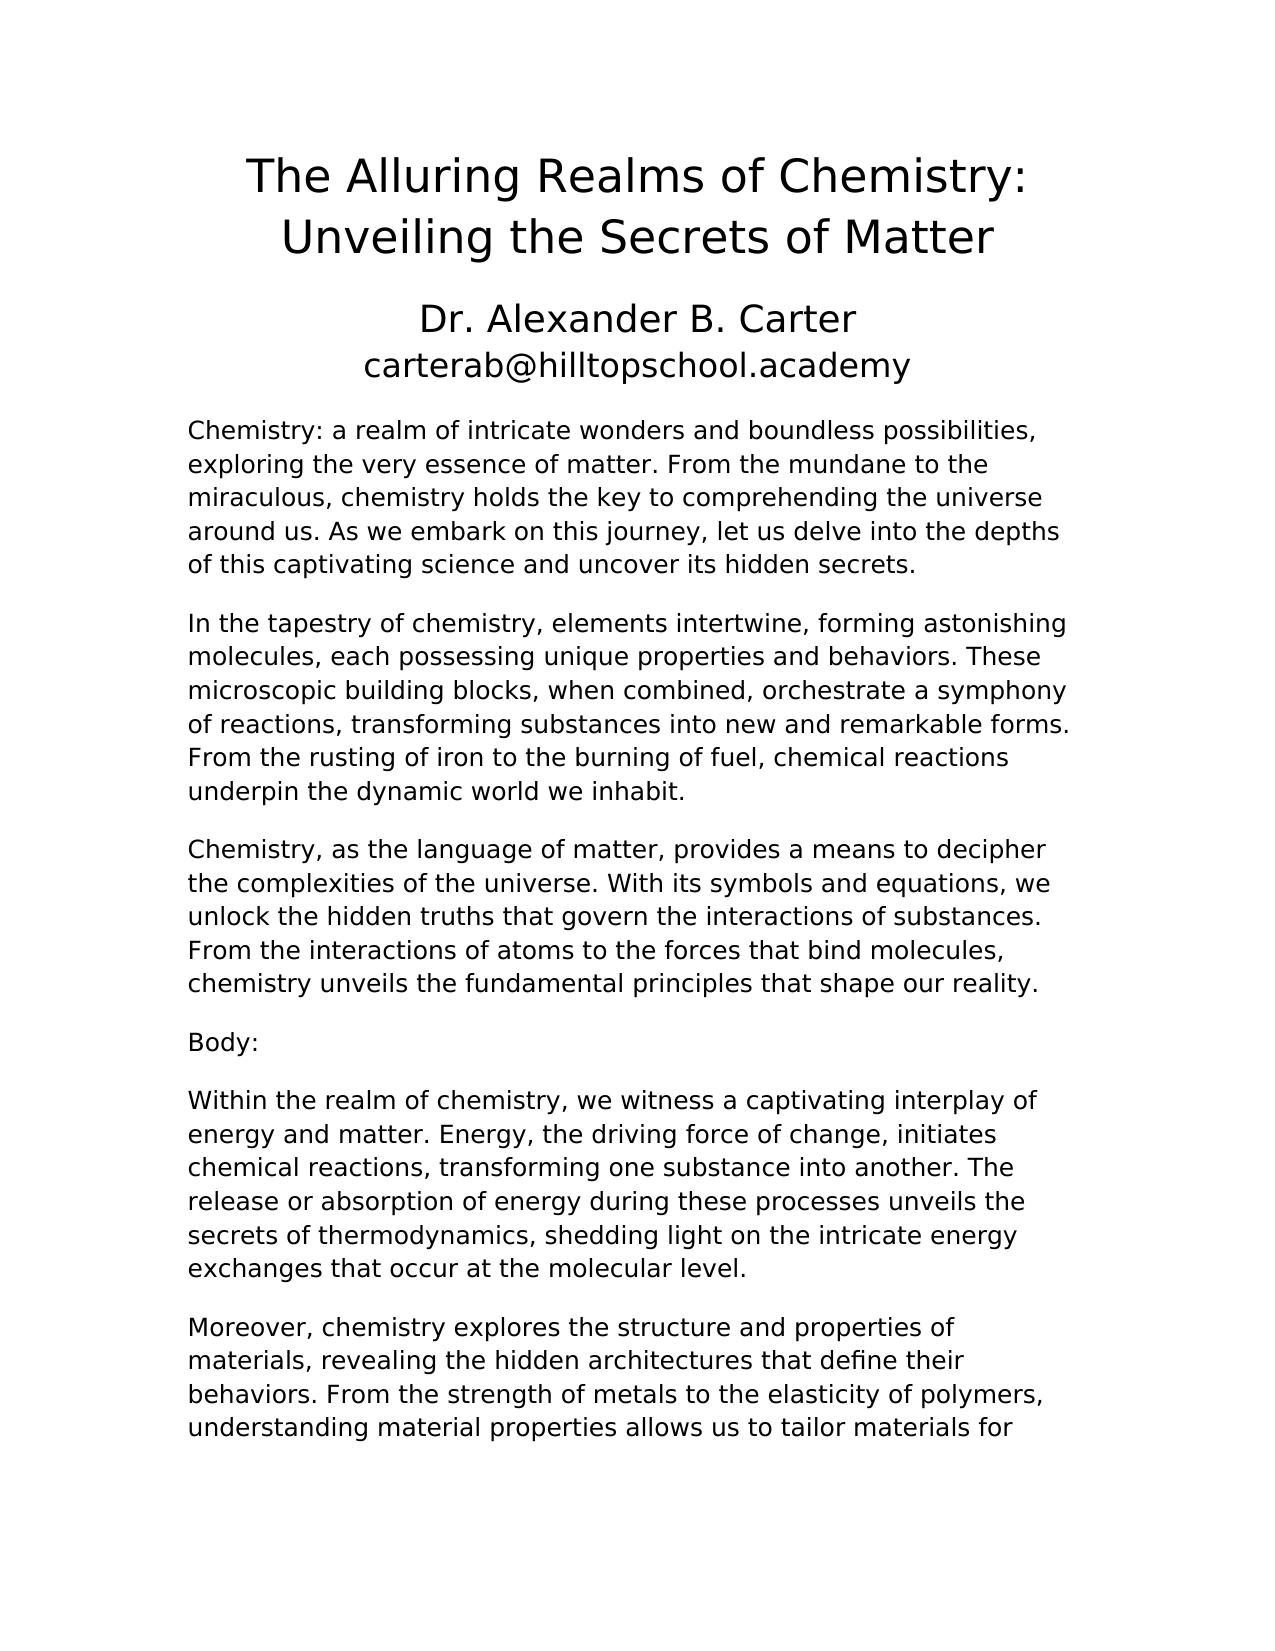 The Alluring Realms of Chemistry:
Unveiling the Secrets of Matter
Dr. Alexander B. Carter
carterab@hilltopschool.academy
Chemistry: a realm of intricate wonders and boundless possibilities,
exploring the very essence of matter. From the mundane to the
miraculous, chemistry holds the key to comprehending the universe
around us. As we embark on this journey, let us delve into the depths
of this captivating science and uncover its hidden secrets.
In the tapestry of chemistry, elements intertwine, forming astonishing
molecules, each possessing unique properties and behaviors. These
microscopic building blocks, when combined, orchestrate a symphony
of reactions, transforming substances into new and remarkable forms.
From the rusting of iron to the burning of fuel, chemical reactions
underpin the dynamic world we inhabit.
Chemistry, as the language of matter, provides a means to decipher
the complexities of the universe. With its symbols and equations, we
unlock the hidden truths that govern the interactions of substances.
From the interactions of atoms to the forces that bind molecules,
chemistry unveils the fundamental principles that shape our reality.
Body:
Within the realm of chemistry, we witness a captivating interplay of
energy and matter. Energy, the driving force of change, initiates
chemical reactions, transforming one substance into another. The
release or absorption of energy during these processes unveils the
secrets of thermodynamics, shedding light on the intricate energy
exchanges that occur at the molecular level.
Moreover, chemistry explores the structure and properties of
materials, revealing the hidden architectures that define their
behaviors. From the strength of metals to the elasticity of polymers,
understanding material properties allows us to tailor materials for